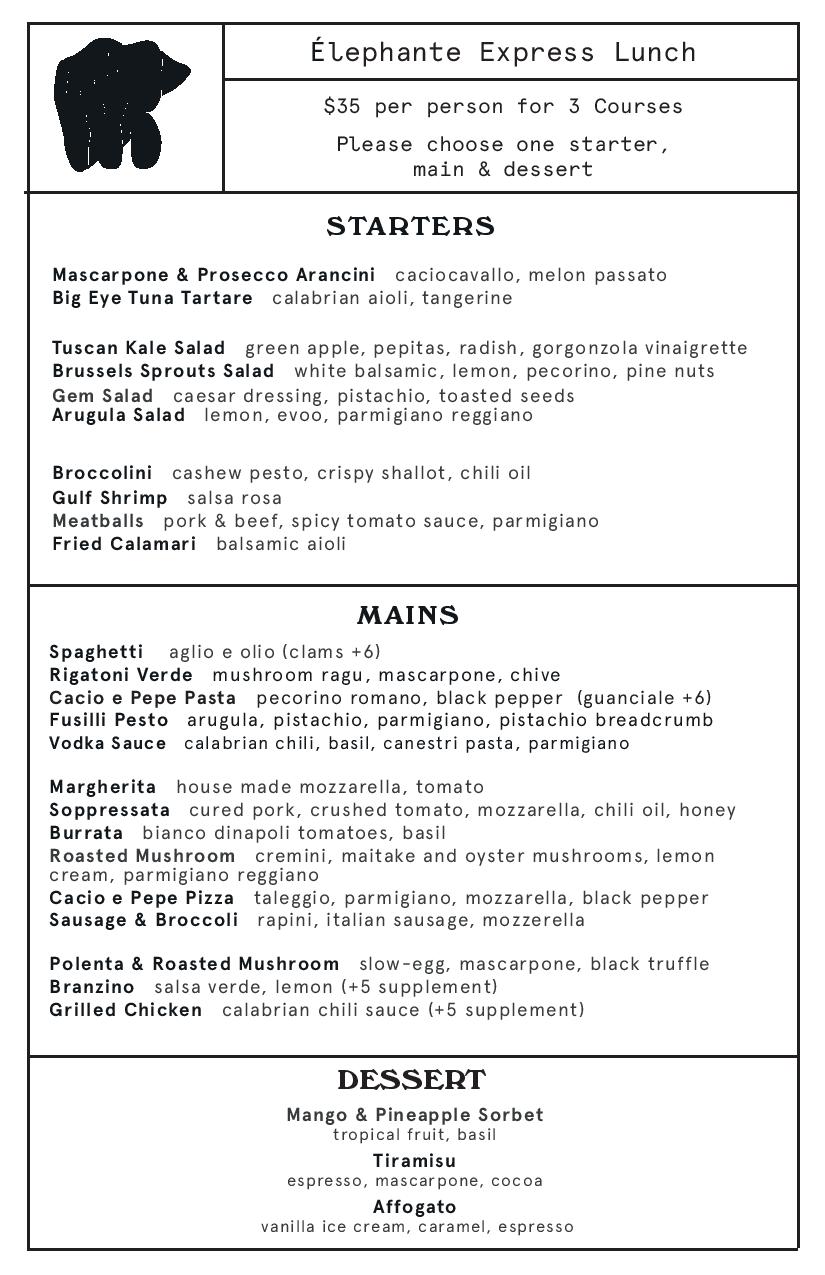 Élephante Express Lunch
$35 per person for 3 Courses
Please choose one starter,
main & dessert
STARTERS
Mascarpone & Prosecco Arancini caciocavallo, melon passato
Big Eye Tuna Tartare calabrian aioli, tangerine
Tuscan Kale Salad green apple, pepitas, radish, gorgonzola vinaigrette
Brussels Sprouts Salad white balsamic, lemon, pecorino, pine nuts
Gem Salad caesar dressing, pistachio, toasted seeds
Arugula Salad lemon, evoo, parmigiano reggiano
Broccolini cashew pesto, crispy shallot, chili oil
Gulf Shrimp salsa rosa
Meatballs pork & beef, spicy tomato sauce, parmigiano
Fried Calamari balsamic aioli
MAINS
Spaghetti aglio e olio (clams +6)
Rigatoni Verde mushroom ragu, mascarpone, chive
Cacio e Pepe Pasta pecorino romano, black pepper (guanciale +6)
Fusilli Pesto arugula, pistachio, parmigiano, pistachio breadcrumb
Vodka Sauce calabrian chili, basil, canestri pasta, parmigiano
Margherita house made mozzarella, tomato
Soppressata cured pork, crushed tomato, mozzarella, chili oil, honey
Burrata bianco dinapoli tomatoes, basil
Roasted Mushroom cremini, maitake and oyster mushrooms, lemon
cream, parmigiano reggiano
Cacio e Pepe Pizza taleggio, parmigiano, mozzarella, black pepper
Sausage & Broccoli rapini, italian sausage, mozzerella
Polenta & Roasted Mushroom slow-egg, mascarpone, black truffle
Branzino salsa verde, lemon (+5 supplement)
Grilled Chicken calabrian chili sauce (+5 supplement)
DESSERT
Mango & Pineapple Sorbet
tropical fruit, basil
Tiramisu
espresso, mascarpone, cocoa
Affogato
vanilla ice cream, caramel, espresso